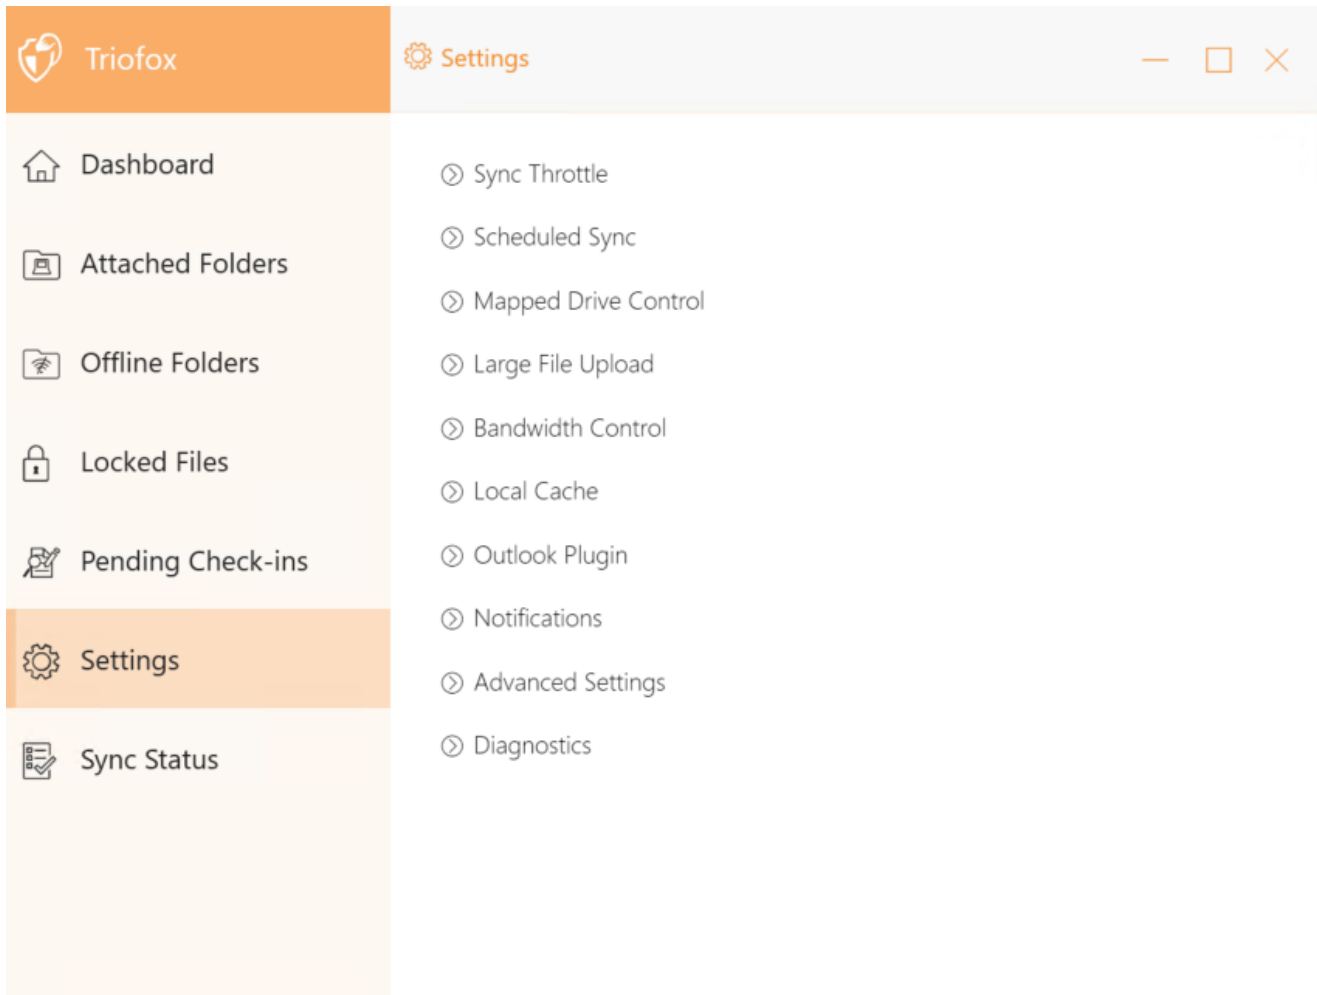 Triofox
Settings
Dashboard
Attached Folders
Offline Folders
Locked Files
Pending Check-ins
Settings
Sync Status
Sync Throttle
Scheduled Sync
Mapped Drive Control
Large File Upload
Bandwidth Control
Local Cache
Outlook Plugin
Notifications
Advanced Settings
Diagnostics